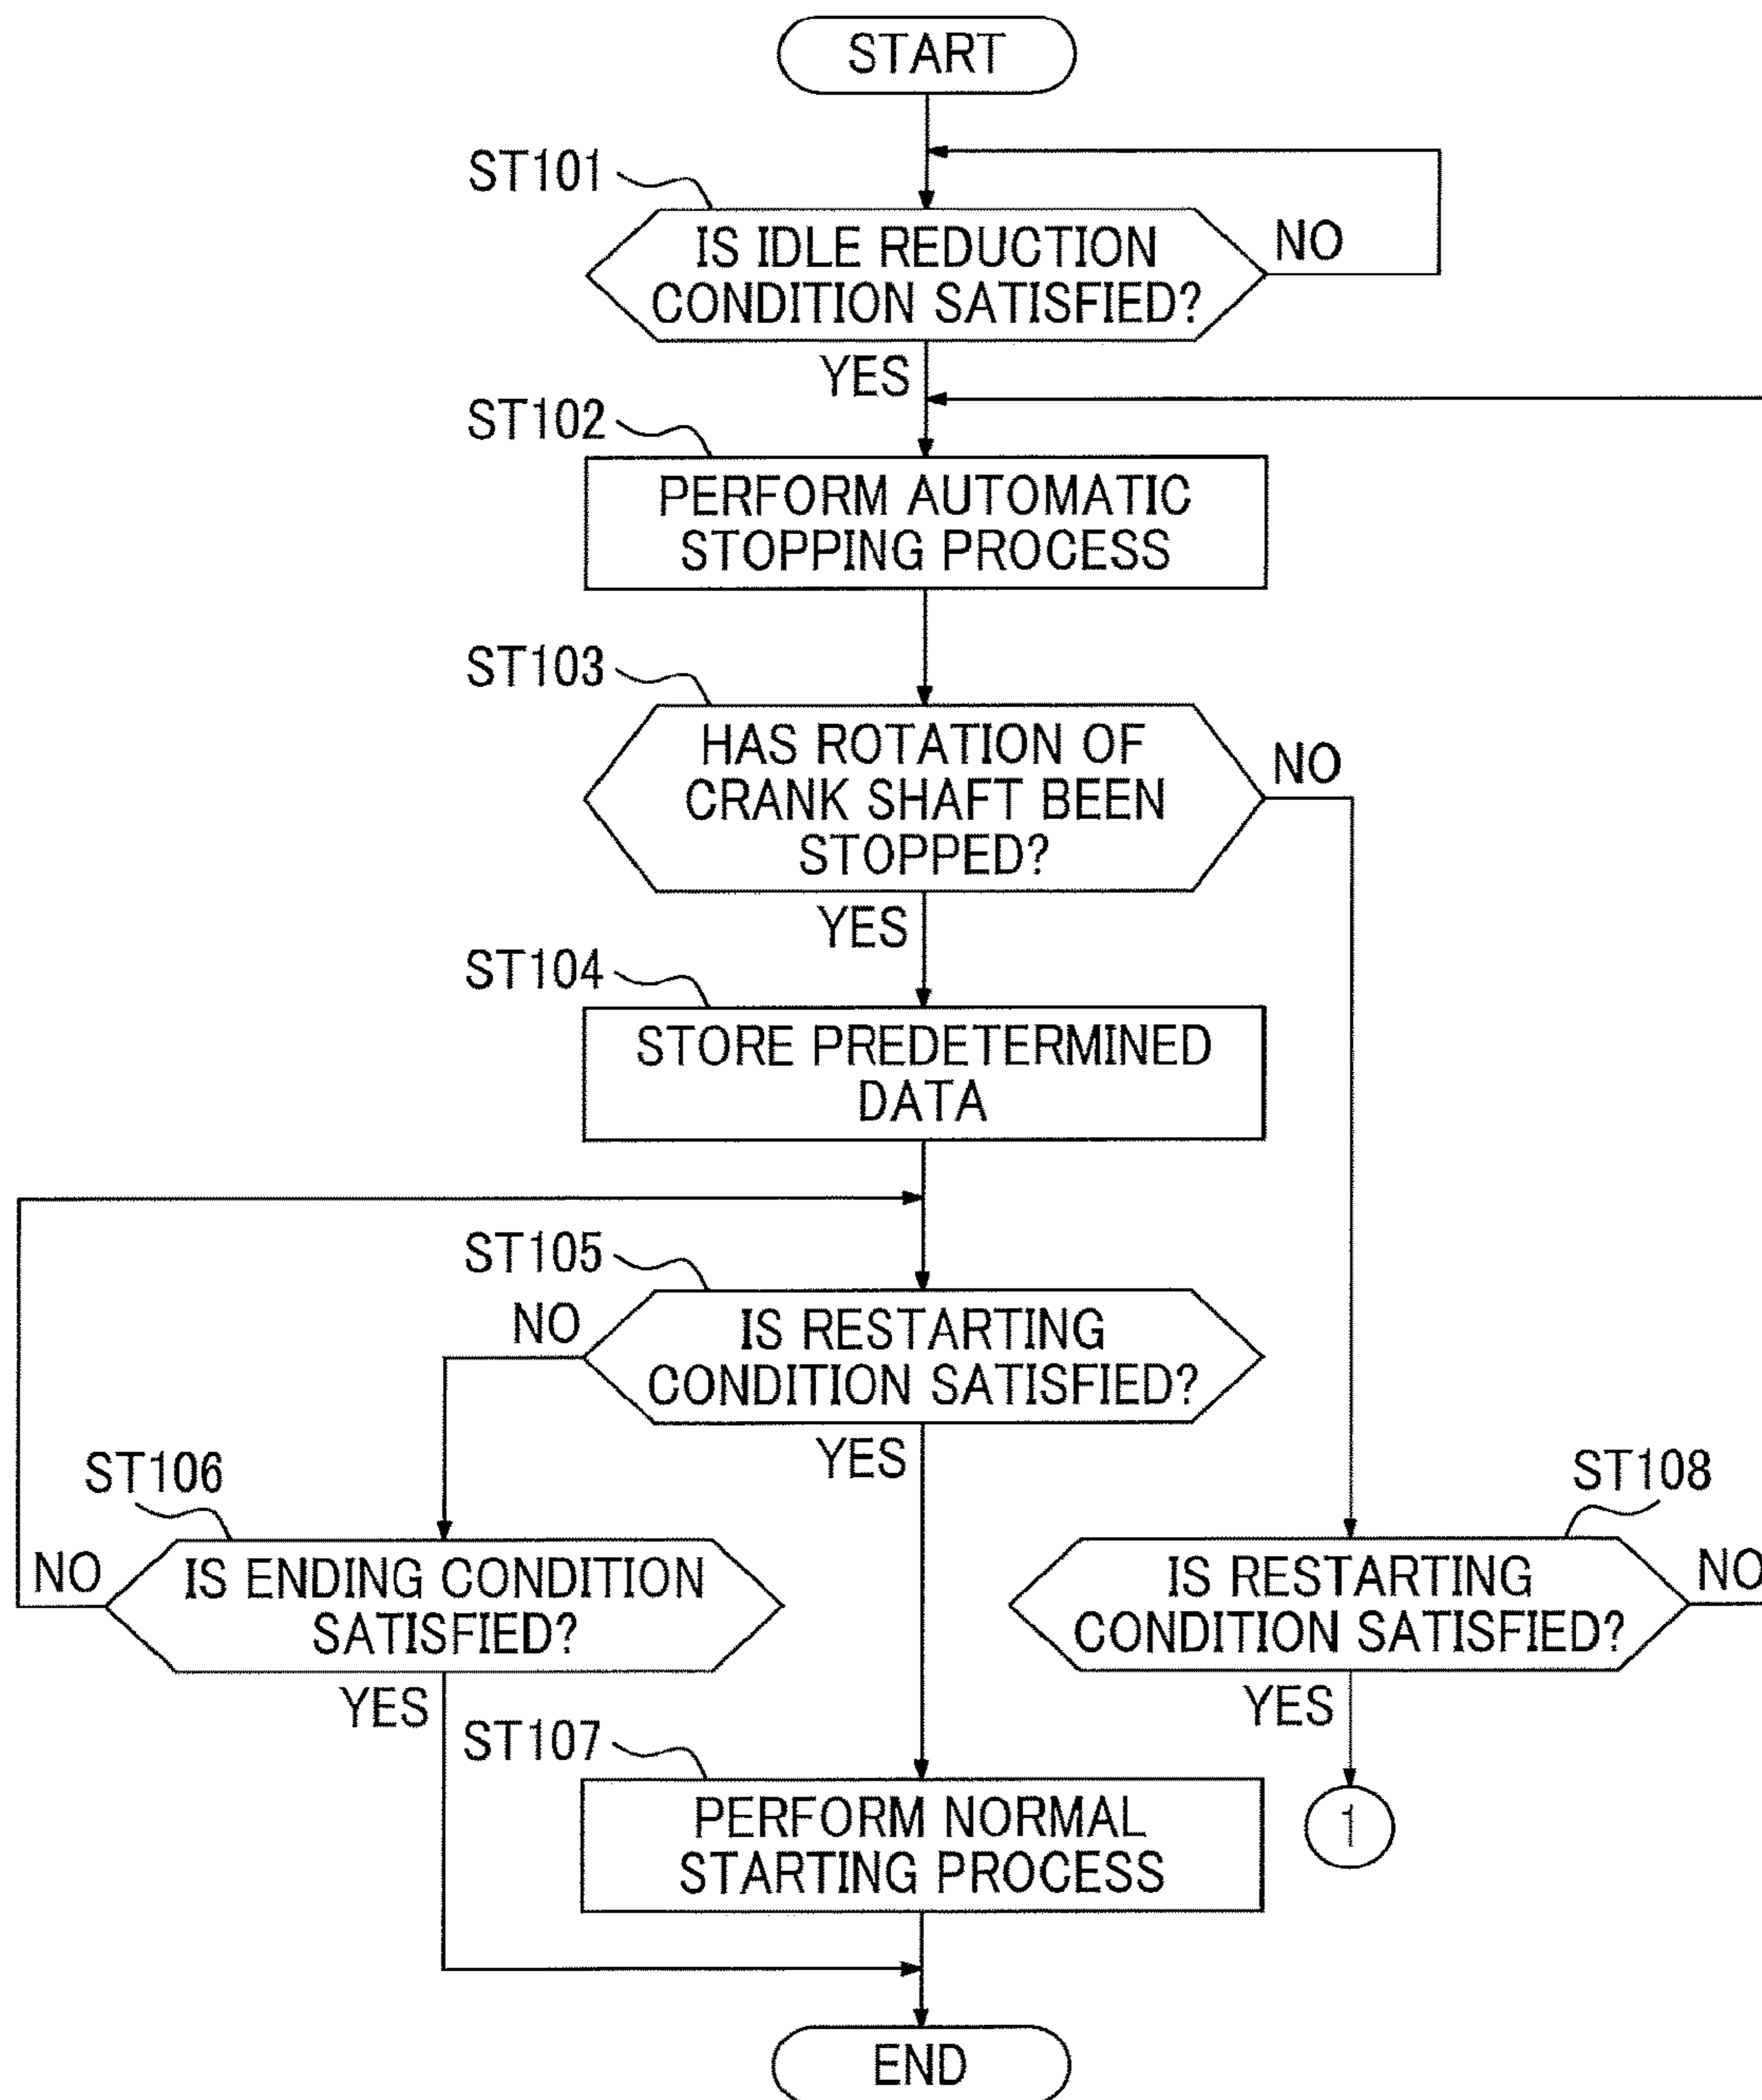 START
ST101
IS IDLE REDUCTION
CONDITION SATISFIED?
NO
YES
ST102
PERFORM AUTOMATIC
STOPPING PROCESS
ST103
HAS ROTATION OF
CRANK SHAFT BEEN
STOPPED?
NO
YES
ST104
STORE PREDETERMINED
DATA
ST105
NO
IS RESTARTING
CONDITION SATISFIED?
YES
ST106
NO
IS ENDING CONDITION
SATISFIED?
YES
ST108
IS RESTARTING
CONDITION SATISFIED?
NO
YES
ST107
PERFORM NORMAL
STARTING PROCESS
1
END